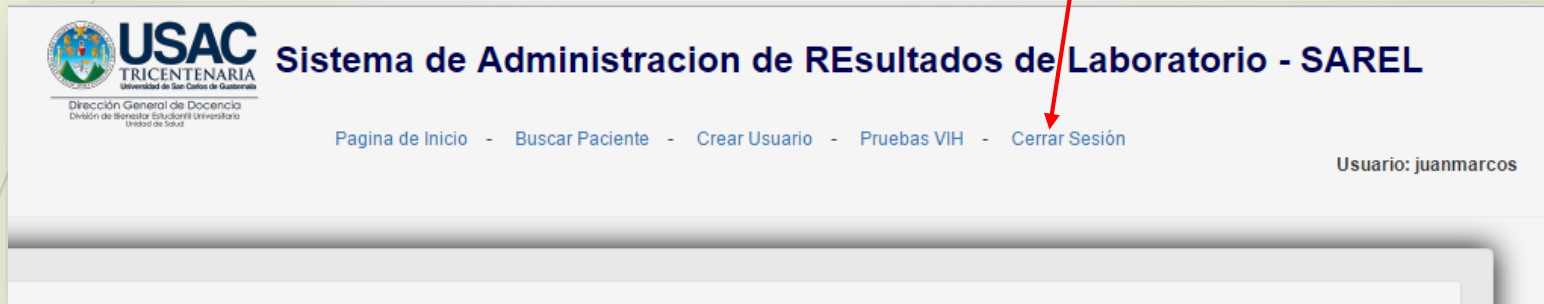 USAC
TRICENTENARIA
Universidad de San Carlos de Guatemala
Dirección General de Docencia
División de Bienestar Estudiantil Universitario
Unidad de Salud
Sistema de Administracion de REsultados de Laboratorio - SAREL
Pagina de Inicio - Buscar Paciente - Crear Usuario - Pruebas VIH - Cerrar Sesión
Usuario: juanmarcos